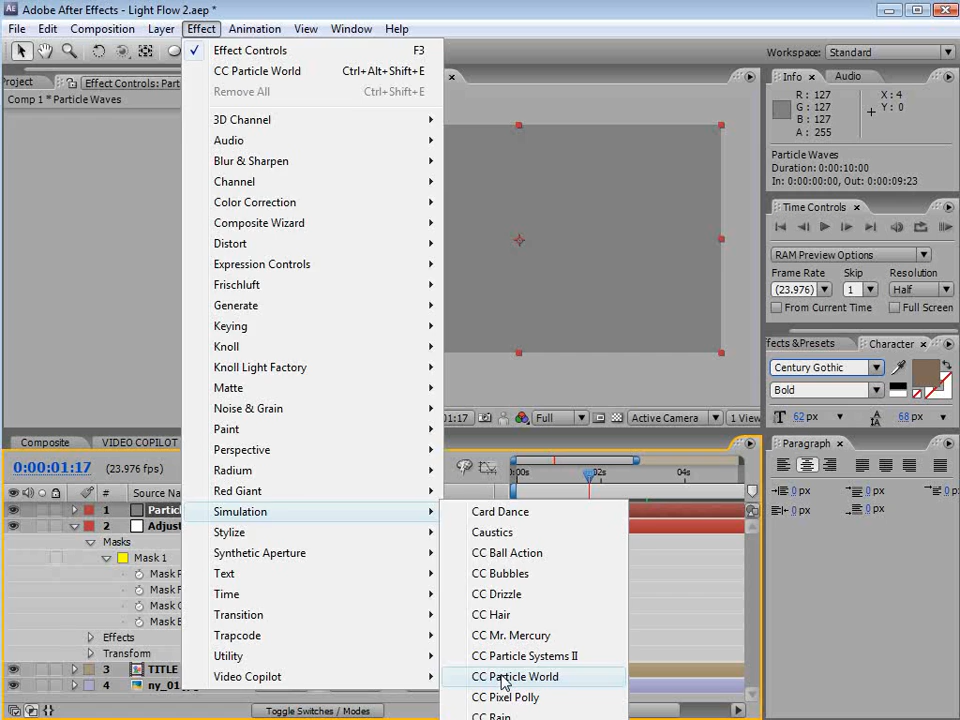 Adobe After Effects - Light Flow 2.aep *
File Edit Composition Layer Effect Animation View Window Help
Workspace: Standard
Project Effect Controls: Part
Comp 1 * Particle Waves
Effect Controls F3
CC Particle World Ctrl+Alt+Shift+E
Remove All Ctrl+Shift+E
3D Channel
Audio
Blur & Sharpen
Channel
Color Correction
Composite Wizard
Distort
Expression Controls
Frischluft
Generate
Keying
Knoll
Knoll Light Factory
Matte
Noise & Grain
Paint
Perspective
Radium
Red Giant
Simulation
Stylize
Synthetic Aperture
Text
Time
Transition
Trapcode
Utility
Video Copilot
Card Dance
Caustics
CC Ball Action
CC Bubbles
CC Drizzle
CC Hair
CC Mr. Mercury
CC Particle Systems II
CC Particle World
CC Pixel Polly
CC Rain
Info Audio
R : 127 X : 4
G : 127 Y : 0
B : 127
A : 255
Particle Waves
Duration: 0:00:10:00
In: 0:00:00:00, Out: 0:00:09:23
Time Controls
RAM Preview Options
Frame Rate Skip Resolution
(23.976) 1 Half
From Current Time Full Screen
ffects&Presets Character
Century Gothic
Bold
62 px 68 px
Paragraph
0 px 0 px
0 px 0 px
0 px
:17 Full Active Camera 1 View
Composite VIDEO COPILOT
0:00:01:17 (23.976 fps)
# Source Na
:00s 02s 04s
1 Particl
2 Adjust
Masks
Mask 1
Mask P
Mask F
Mask O
Mask E
Effects
Transform
3 TITLE
4 ny_01
Toggle Switches / Modes